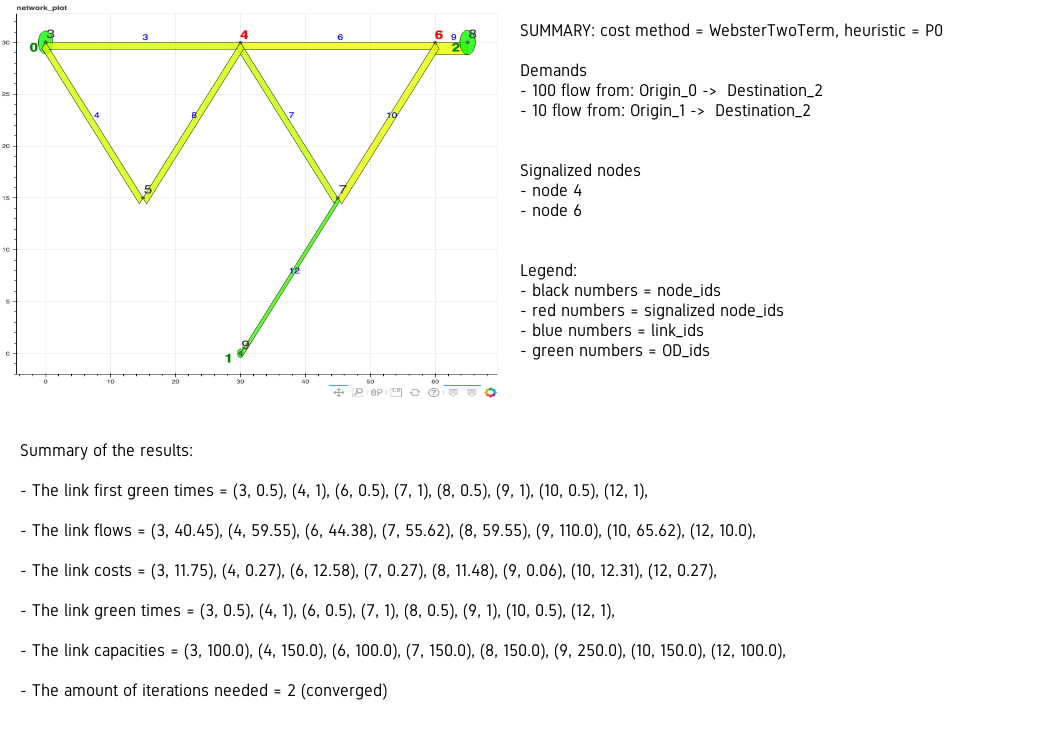 network_plot
3
3
6
9
8
0
4
6
2
30
4
8
7
10
25
20
5
7
15
10
12
5
9
1
0
0
10
20
30
40
50
60
SUMMARY: cost method = WebsterTwoTerm, heuristic = P0
Demands
- 100 flow from: Origin_0 -> Destination_2
- 10 flow from: Origin_1 -> Destination_2
Signalized nodes
- node 4
- node 6
Legend:
- black numbers = node_ids
- red numbers = signalized node_ids
- blue numbers = link_ids
- green numbers = OD_ids
Summary of the results:
- The link first green times = (3, 0.5), (4, 1), (6, 0.5), (7, 1), (8, 0.5), (9, 1), (10, 0.5), (12, 1),
- The link flows = (3, 40.45), (4, 59.55), (6, 44.38), (7, 55.62), (8, 59.55), (9, 110.0), (10, 65.62), (12, 10.0),
- The link costs = (3, 11.75), (4, 0.27), (6, 12.58), (7, 0.27), (8, 11.48), (9, 0.06), (10, 12.31), (12, 0.27),
- The link green times = (3, 0.5), (4, 1), (6, 0.5), (7, 1), (8, 0.5), (9, 1), (10, 0.5), (12, 1),
- The link capacities = (3, 100.0), (4, 150.0), (6, 100.0), (7, 150.0), (8, 150.0), (9, 250.0), (10, 150.0), (12, 100.0),
- The amount of iterations needed = 2 (converged)